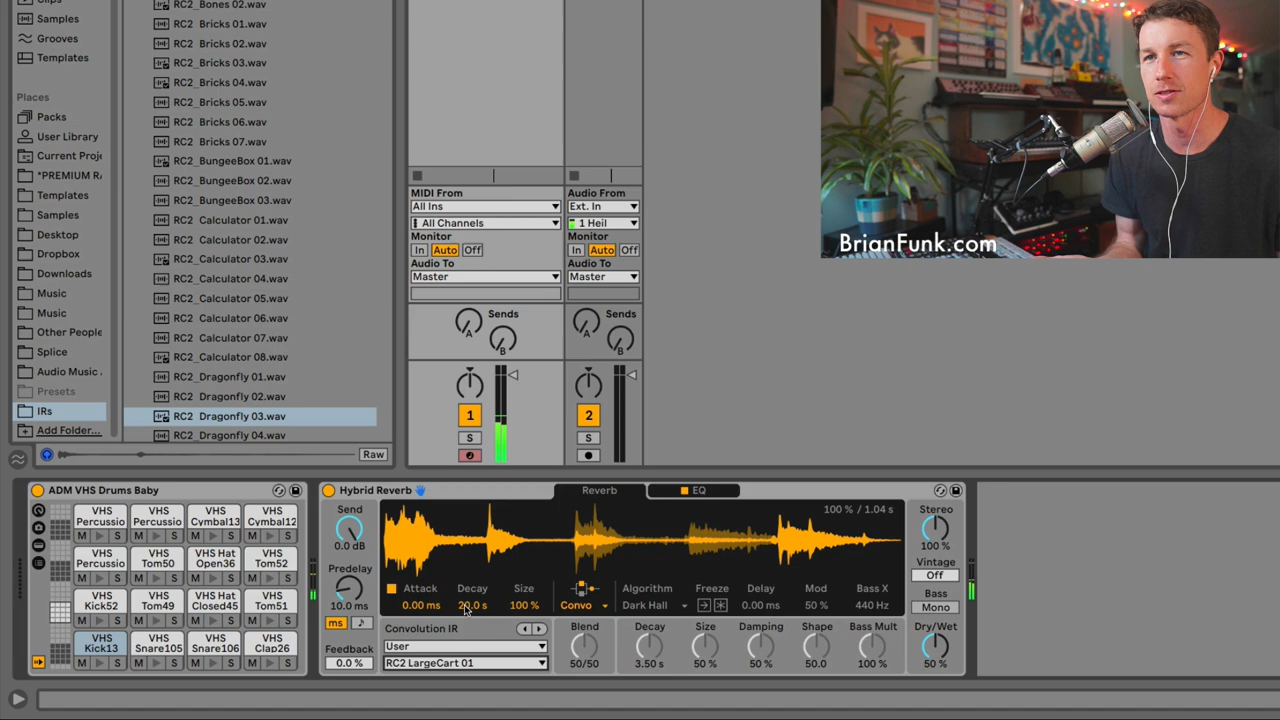 Clips
Samples
Grooves
Templates
Places
Packs
User Library
Current Proje
*PREMIUM RA
Templates
Samples
Desktop
Dropbox
Downloads
Music
Music
Other People
Splice
Audio Music
Presets
IRs
Add Folder...
RC2_Bones 02.wav
RC2_Bricks 01.wav
RC2_Bricks 02.wav
RC2_Bricks 03.wav
RC2_Bricks 04.wav
RC2_Bricks 05.wav
RC2_Bricks 06.wav
RC2_Bricks 07.wav
RC2_BungeeBox 01.wav
RC2_BungeeBox 02.wav
RC2_BungeeBox 03.wav
RC2_Calculator 01.wav
RC2_Calculator 02.wav
RC2_Calculator 03.wav
RC2_Calculator 04.wav
RC2_Calculator 05.wav
RC2_Calculator 06.wav
RC2_Calculator 07.wav
RC2_Calculator 08.wav
RC2_Dragonfly 01.wav
RC2_Dragonfly 02.wav
RC2_Dragonfly 03.wav
RC2_Dragonfly 04.wav
Raw
MIDI From
All Ins
All Channels
Monitor
In Auto Off
Audio To
Master
Sends
A
B
1
S
Audio From
Ext. In
1 Heil
Monitor
In Auto Off
Audio To
Master
Sends
A
B
2
S
BrianFunk.com
ADM VHS Drums Baby
VHS Percussio
VHS Percussio
VHS Cymbal13
VHS Cymbal12
M S M S M S M S
VHS Percussio
VHS Tom50
VHS Hat Open36
VHS Tom52
M S M S M S M S
VHS Kick52
VHS Tom49
VHS Hat Closed45
VHS Tom51
M S M S M S M S
VHS Kick13
VHS Snare105
VHS Snare106
VHS Clap26
M S M S M S M S
Hybrid Reverb
Reverb
EQ
Send
0.0 dB
Predelay
10.0 ms
ms
Feedback
0.0 %
100 % / 1.04 s
Attack Decay Size
0.00 ms 20.0 s 100 %
Convo
Algorithm Freeze Delay Mod Bass X
Dark Hall 0.00 ms 50 % 440 Hz
Convolution IR
User
RC2 LargeCart 01
Blend
50/50
Decay Size Damping Shape Bass Mult
3.50 s 50 % 50 % 50.0 100 %
Stereo
100 %
Vintage
Off
Bass
Mono
Dry/Wet
50 %